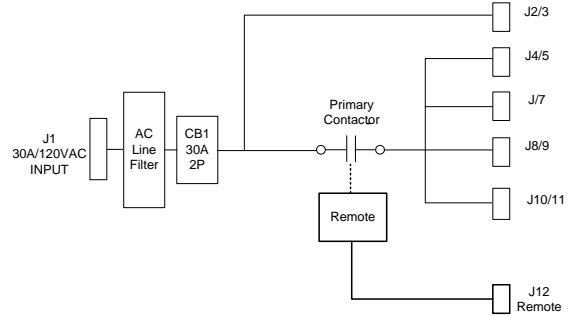 J2/3
J4/5
Primary
Contactor
J/7
J1
30A/120VAC
INPUT
AC
Line
Filter
CB1
30A
2P
J8/9
J10/11
Remote
J12
Remote